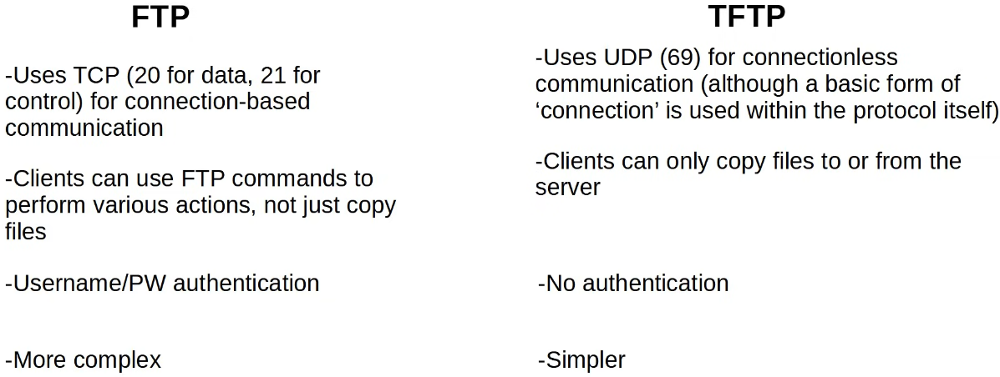 FTP
-Uses TCP (20 for data, 21 for
control) for connection-based
communication
-Clients can use FTP commands to
perform various actions, not just copy
files
-Username/PW authentication
-More complex
TFTP
-Uses UDP (69) for connectionless
communication (although a basic form of
‘connection’ is used within the protocol itself)
-Clients can only copy files to or from the
server
-No authentication
-Simpler